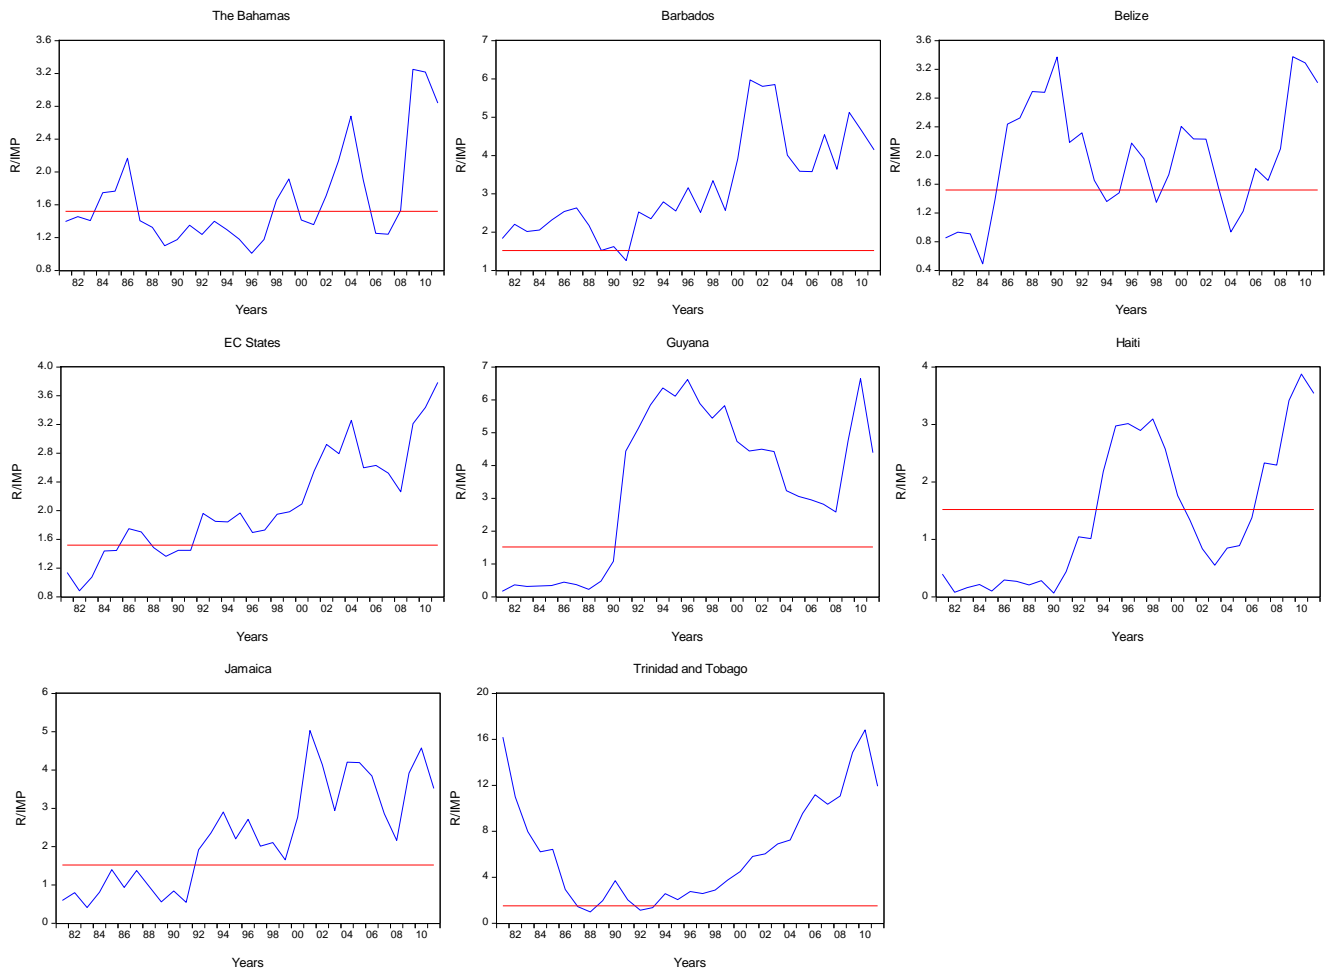 The Bahamas
3.6
3.2
2.8
2.4
2.0
1.6
1.2
0.8
R/IMP
82 84 86 88 90 92 94 96 98 00 02 04 06 08 10
Years
Barbados
7
6
5
4
3
2
1
R/IMP
82 84 86 88 90 92 94 96 98 00 02 04 06 08 10
Years
Belize
3.6
3.2
2.8
2.4
2.0
1.6
1.2
0.8
0.4
R/IMP
82 84 86 88 90 92 94 96 98 00 02 04 06 08 10
Years
EC States
4.0
3.6
3.2
2.8
2.4
2.0
1.6
1.2
0.8
R/IMP
82 84 86 88 90 92 94 96 98 00 02 04 06 08 10
Years
Guyana
7
6
5
4
3
2
1
0
R/IMP
82 84 86 88 90 92 94 96 98 00 02 04 06 08 10
Years
Haiti
4
3
2
1
0
R/IMP
82 84 86 88 90 92 94 96 98 00 02 04 06 08 10
Years
Jamaica
6
5
4
3
2
1
0
R/IMP
82 84 86 88 90 92 94 96 98 00 02 04 06 08 10
Years
Trinidad and Tobago
20
16
12
8
4
0
R/IMP
82 84 86 88 90 92 94 96 98 00 02 04 06 08 10
Years